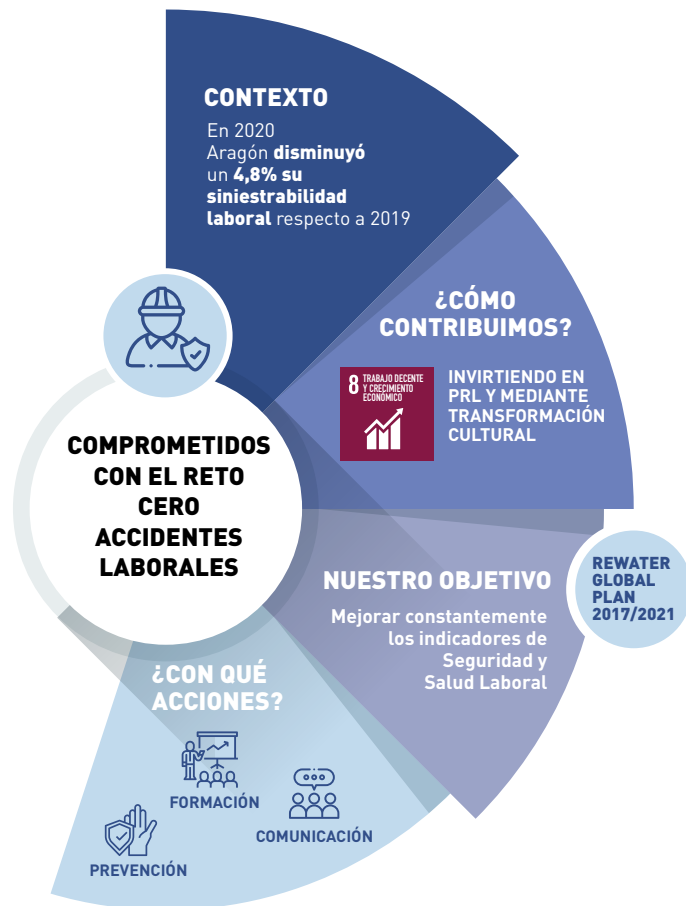 CONTEXTO
En 2020
Aragón disminuyó
un 4,8% su
siniestrabilidad
laboral respecto a 2019
¿CÓMO
CONTRIBUIMOS?
8 TRABAJO DECENTE
Y CRECIMIENTO
ECONÓMICO
INVIRTIENDO EN
PRL Y MEDIANTE
TRANSFORMACIÓN
CULTURAL
COMPROMETIDOS
CON EL RETO
CERO
ACCIDENTES
LABORALES
NUESTRO OBJETIVO
Mejorar constantemente
los indicadores de
Seguridad y
Salud Laboral
REWATER
GLOBAL
PLAN
2017/2021
¿CON QUÉ
ACCIONES?
FORMACIÓN
COMUNICACIÓN
PREVENCIÓN